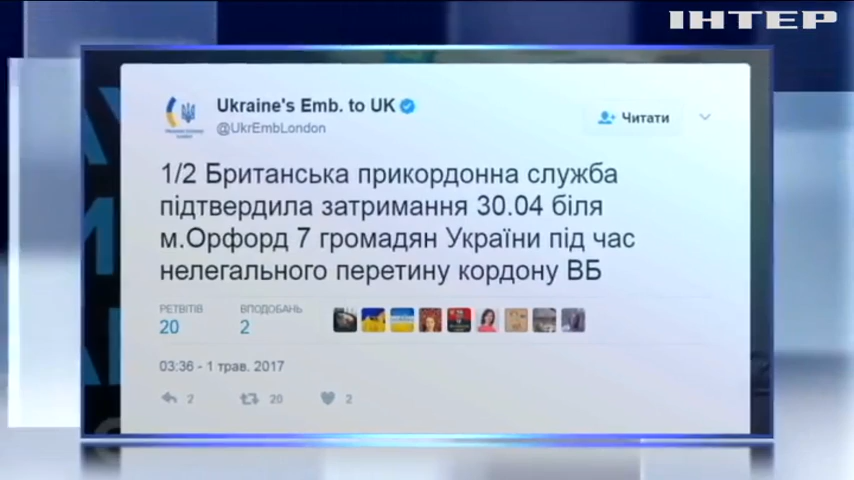 ІНТЕР
Ukraine's Emb. to UK
@UkrEmbLondon
Читати
1/2 Британська прикордонна служба
підтвердила затримання 30.04 біля
м.Орфорд 7 громадян України під час
нелегального перетину кордону ВБ
РЕТВІТІВ ВПОДОБАНЬ
20 2
03:36 - 1 трав. 2017
2 20 2